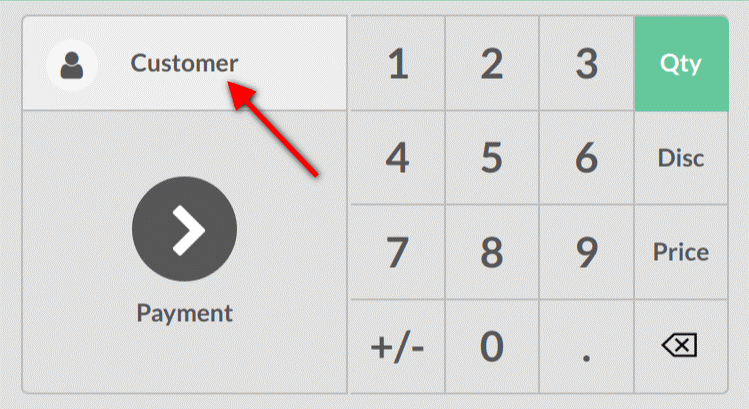 Customer
1 2 3 Qty
4 5 6 Disc
7 8 9 Price
Payment
+/- 0 .